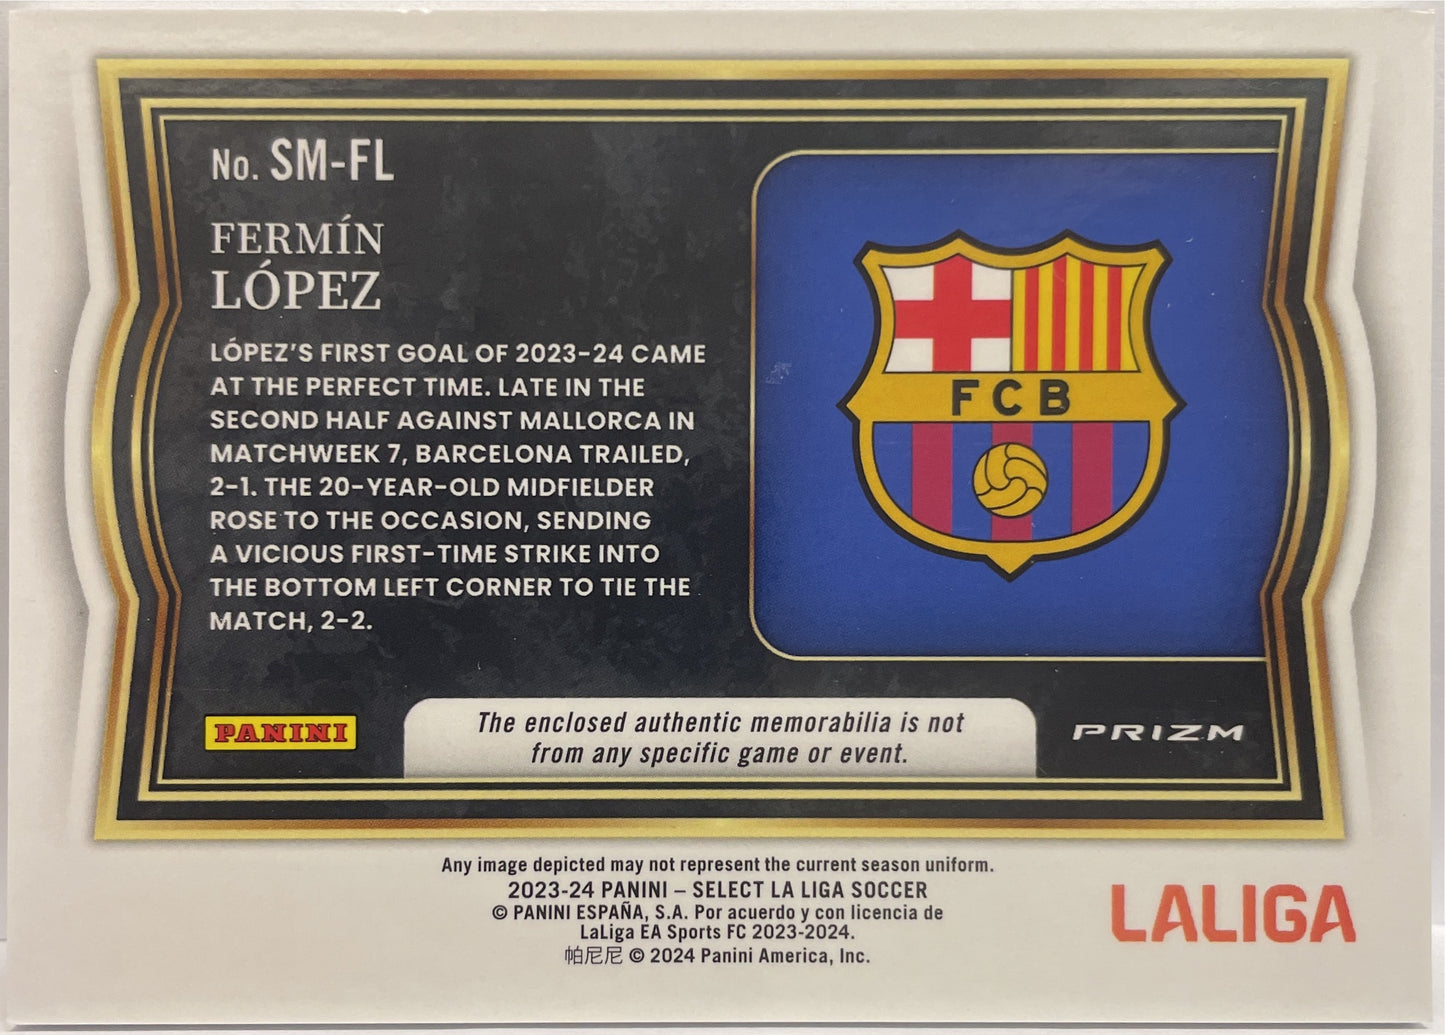 No. SM-FL
FERMÍN
LÓPEZ
LÓPEZ'S FIRST GOAL OF 2023-24 CAME
AT THE PERFECT TIME. LATE IN THE
SECOND HALF AGAINST MALLORCA IN
MATCHWEEK 7, BARCELONA TRAILED,
2-1. THE 20-YEAR-OLD MIDFIELDER
ROSE TO THE OCCASION, SENDING
A VICIOUS FIRST-TIME STRIKE INTO
THE BOTTOM LEFT CORNER TO TIE THE
MATCH, 2-2.
FCB
PANINI
The enclosed authentic memorabilia is not
from any specific game or event.
PRIZM
Any image depicted may not represent the current season uniform.
2023-24 PANINI – SELECT LA LIGA SOCCER
© PANINI ESPAÑA, S.A. Por acuerdo y con licencia de
LaLiga EA Sports FC 2023-2024.
帕尼尼 © 2024 Panini America, Inc.
LALIGA